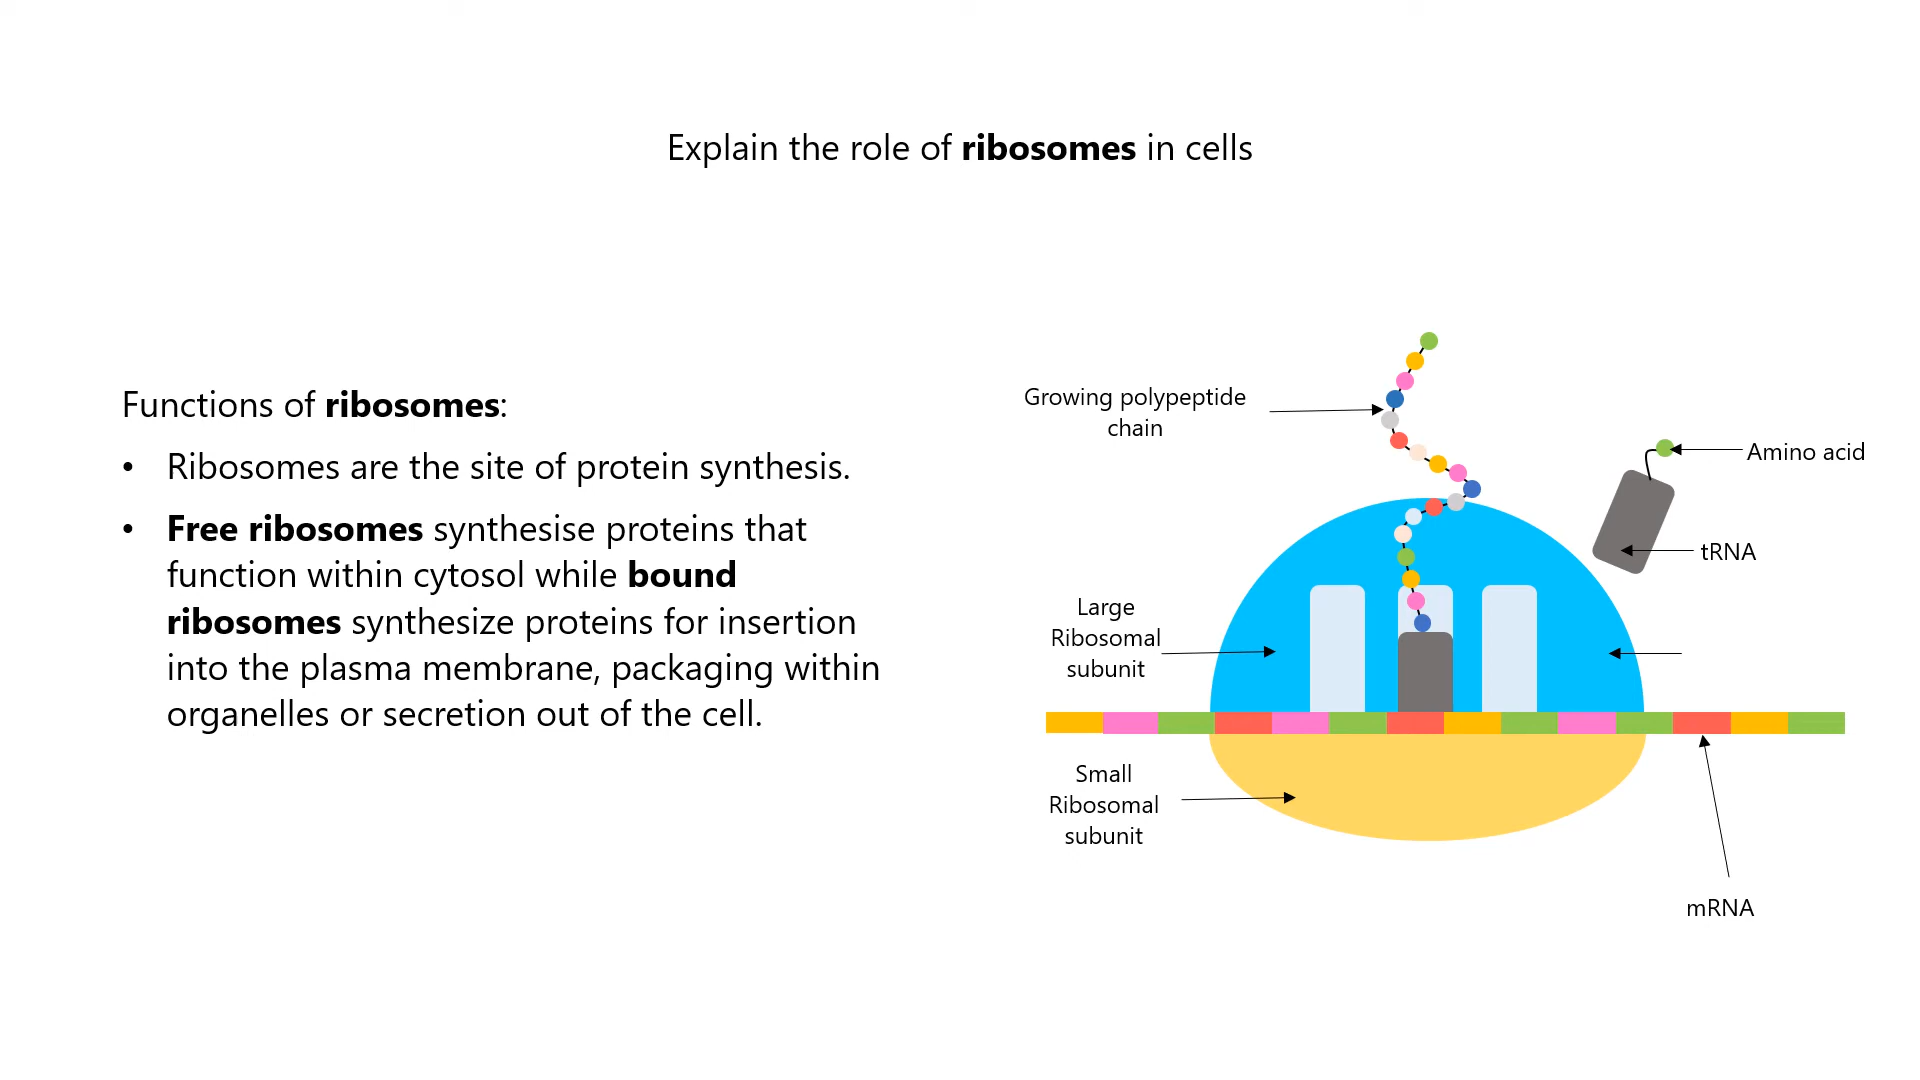 Explain the role of ribosomes in cells
Functions of ribosomes:
• Ribosomes are the site of protein synthesis.
• Free ribosomes synthesise proteins that
function within cytosol while bound
ribosomes synthesize proteins for insertion
into the plasma membrane, packaging within
organelles or secretion out of the cell.
Growing polypeptide
chain
Amino acid
tRNA
Large
Ribosomal
subunit
Small
Ribosomal
subunit
mRNA